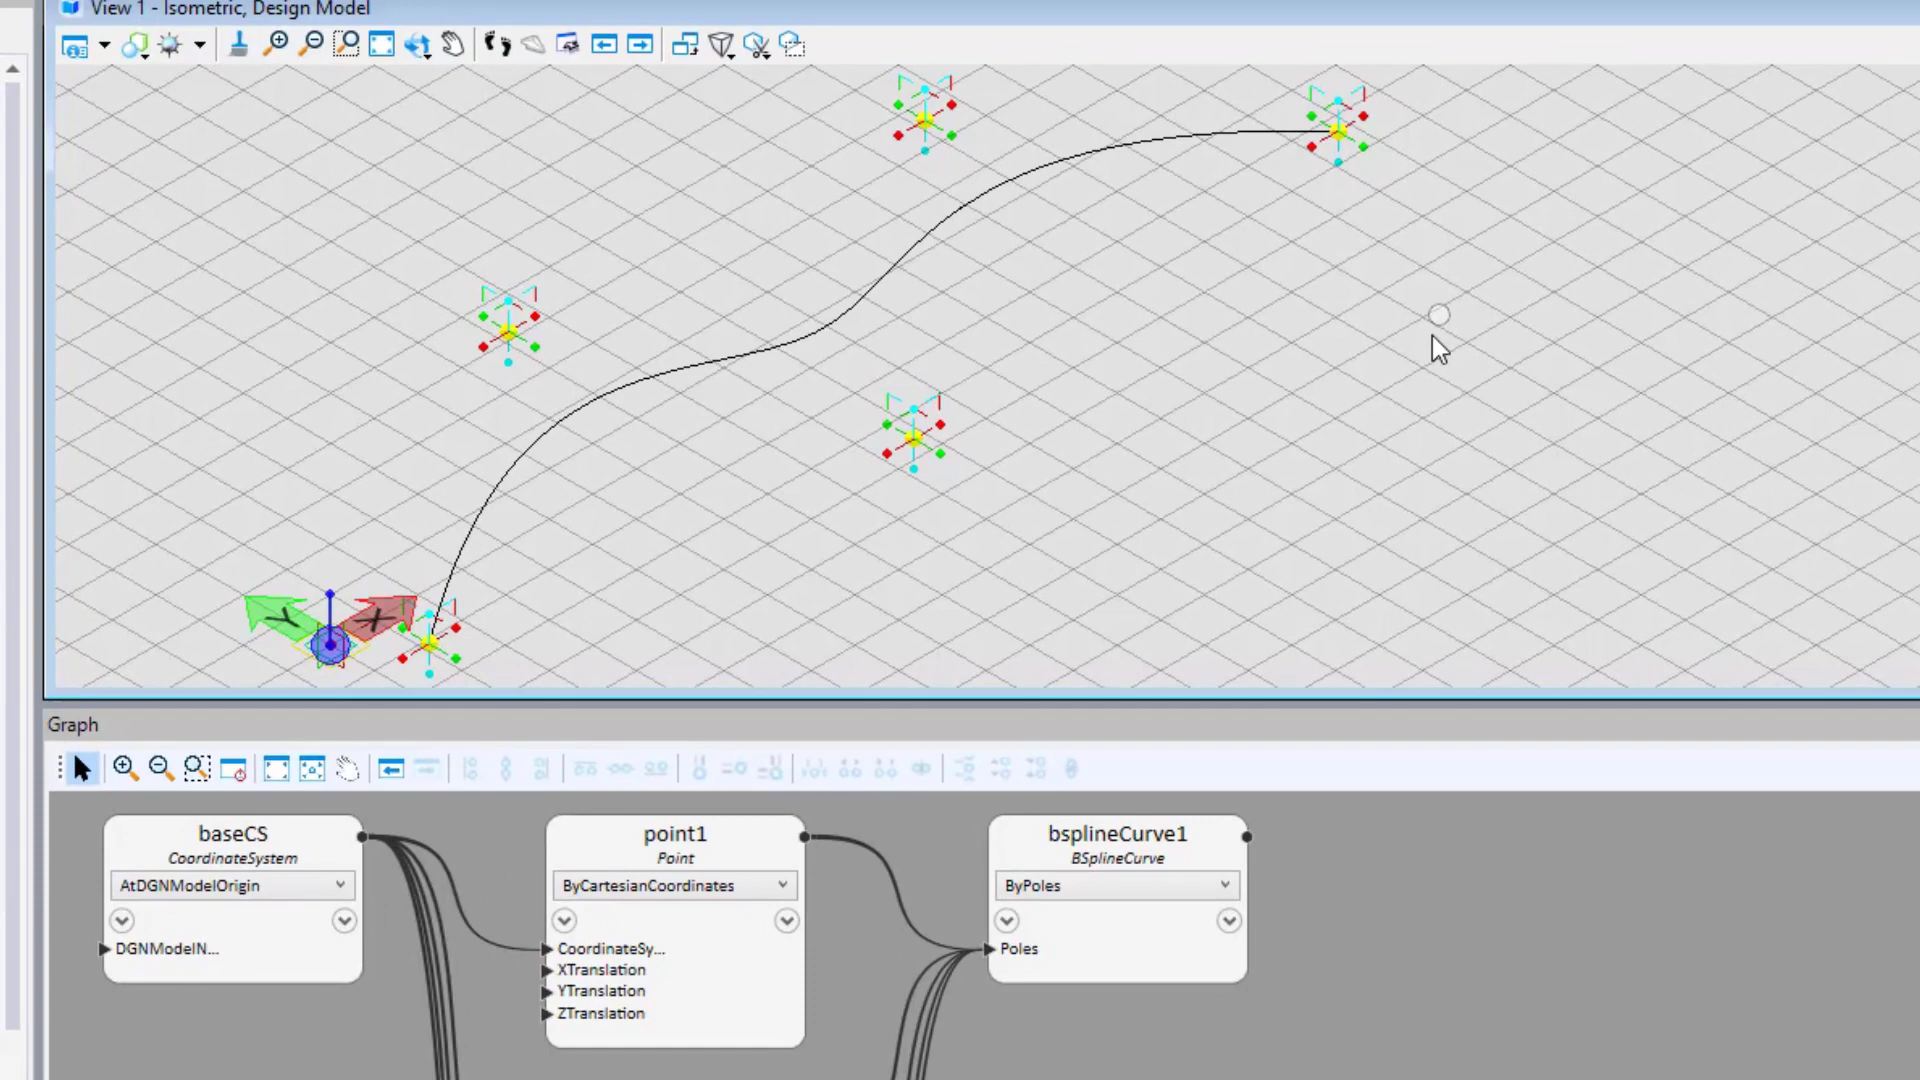 View 1 - Isometric, Design Model
Y
X
Graph
baseCS
CoordinateSystem
AtDGNModelOrigin
DGNModelN...
point1
Point
ByCartesianCoordinates
CoordinateSy...
XTranslation
YTranslation
ZTranslation
bsplineCurve1
BSplineCurve
ByPoles
Poles